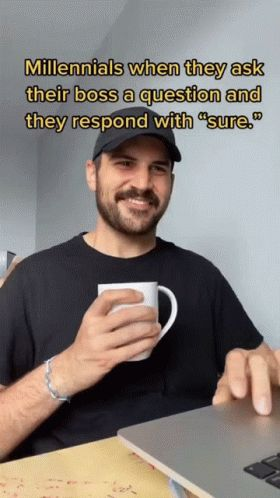 Millennials when they ask
their boss a question and
they respond with “sure.”